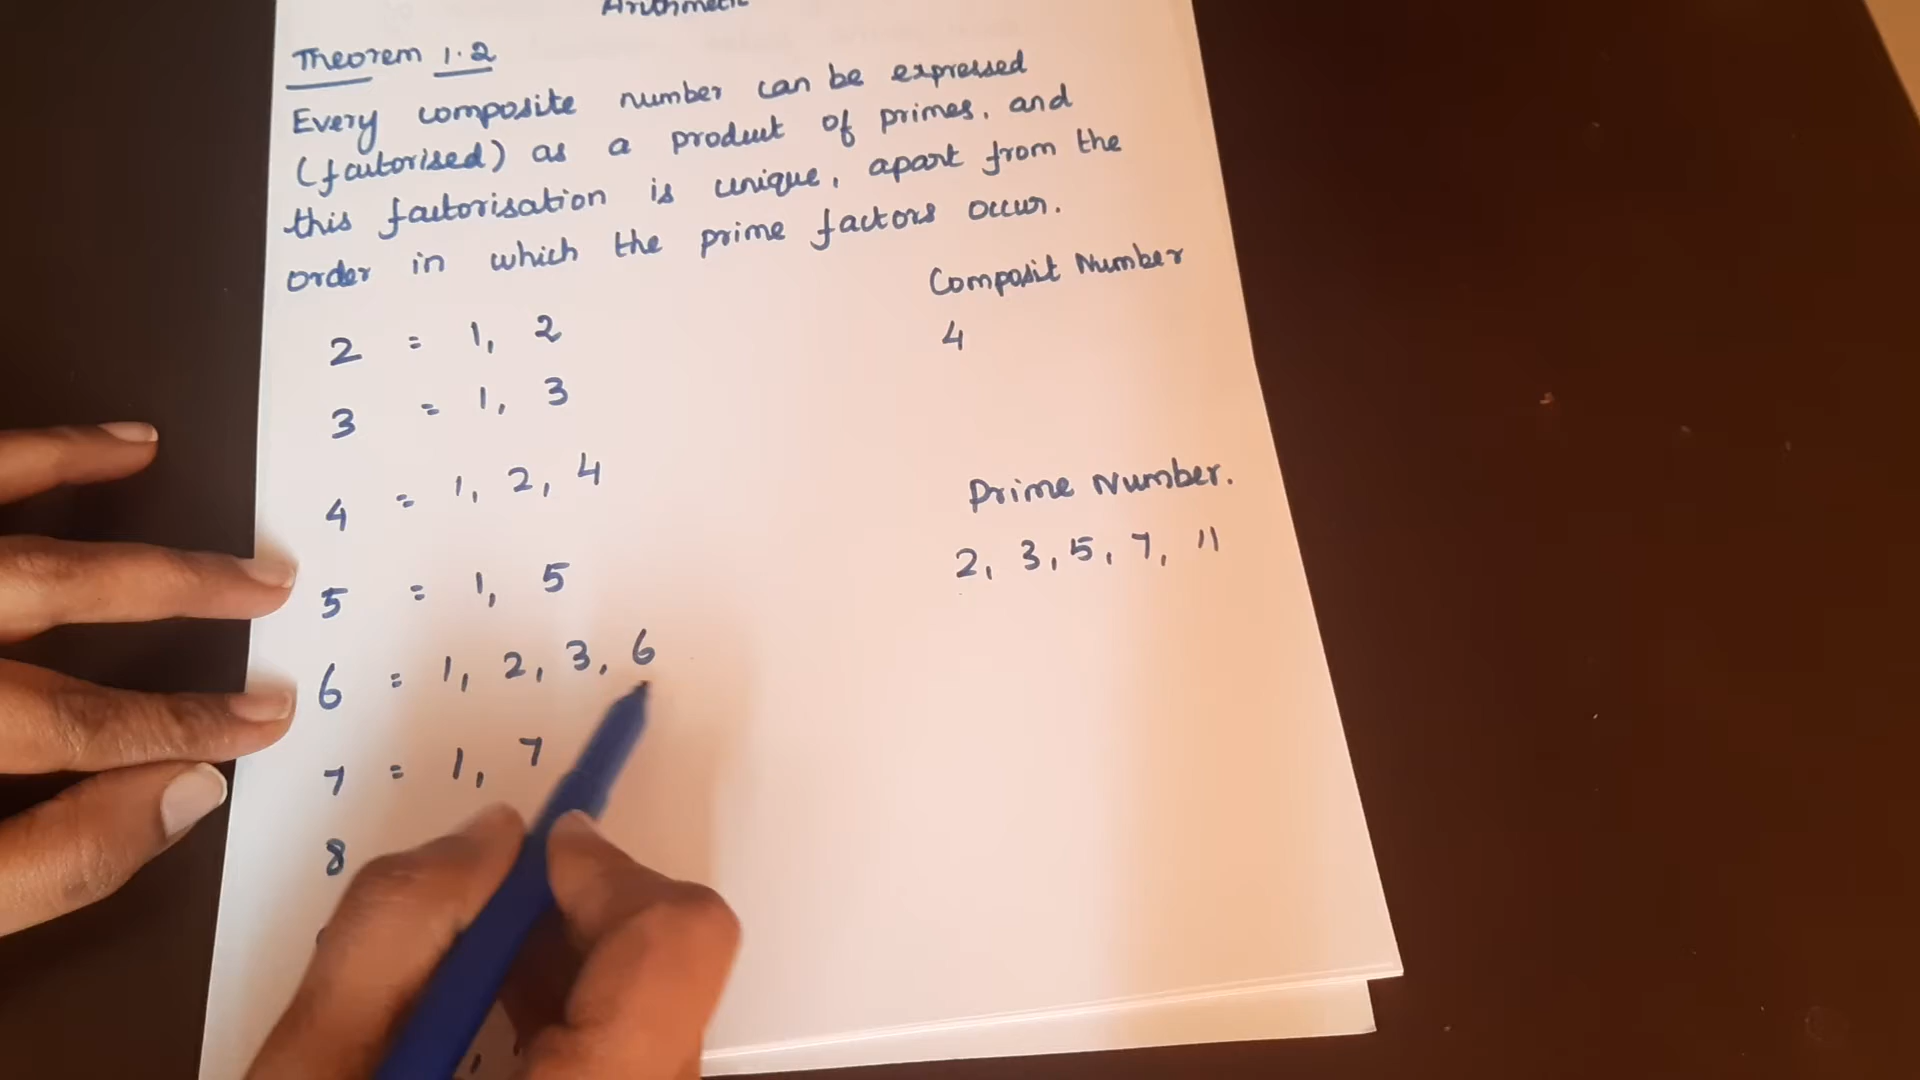 Theorem 1.2
Every composite number can be expressed
(factorised) as a product of primes, and
this factorisation is unique, apart from the
order in which the prime factors occur.
Composit Number
4
2 = 1, 2
3 = 1, 3
4 = 1, 2, 4
5 = 1, 5
6 = 1, 2, 3, 6
7 = 1, 7
8
Prime Number.
2, 3, 5, 7, 11